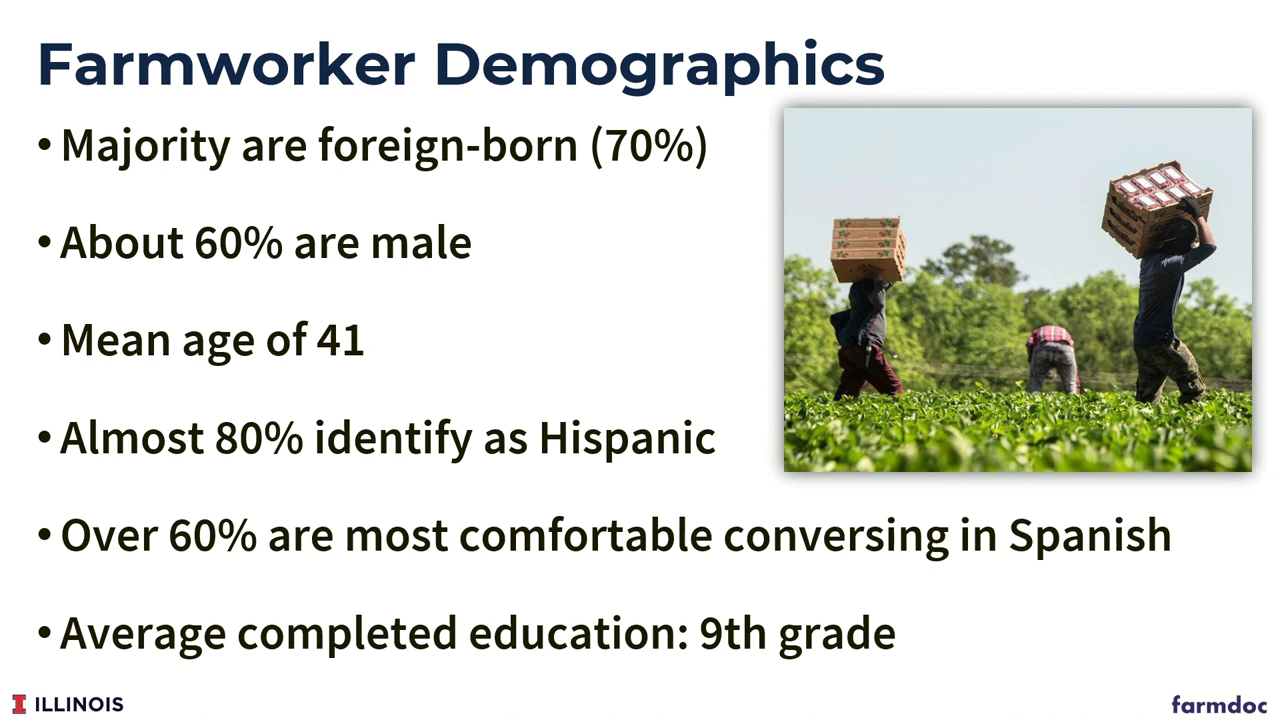 Farmworker Demographics
• Majority are foreign-born (70%)
• About 60% are male
• Mean age of 41
• Almost 80% identify as Hispanic
• Over 60% are most comfortable conversing in Spanish
• Average completed education: 9th grade
I ILLINOIS
farmdoc